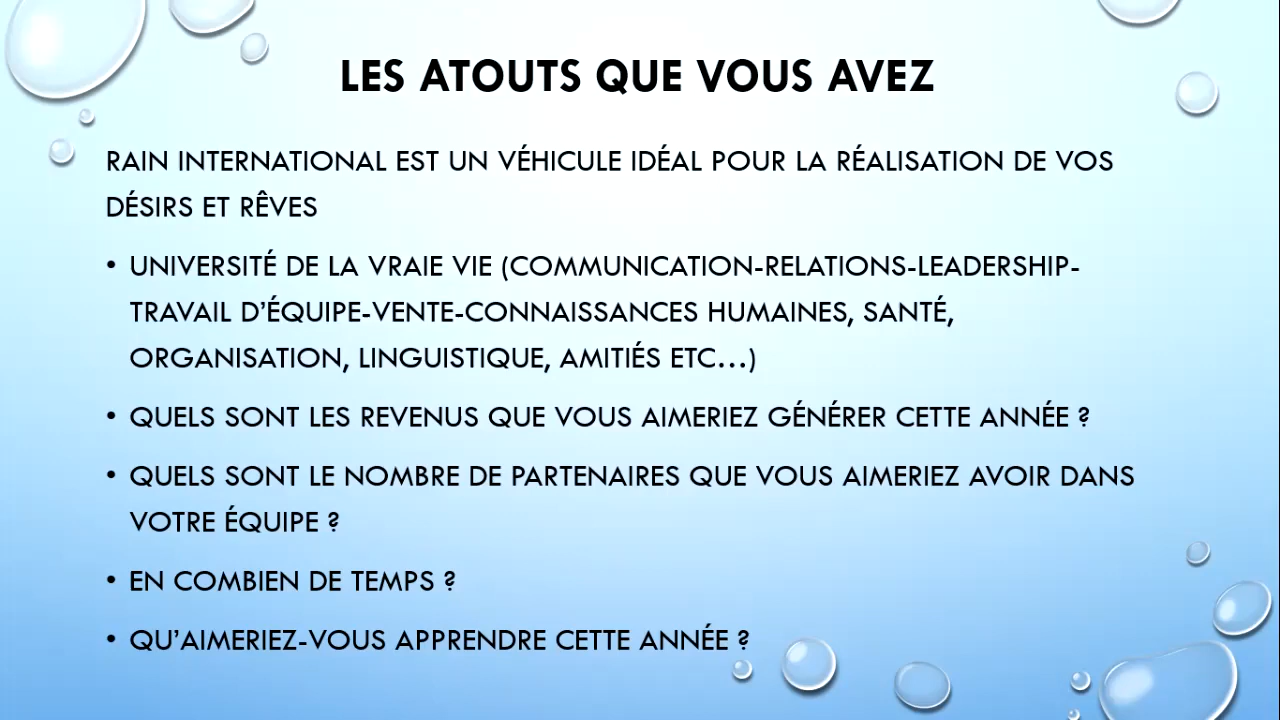 LES ATOUTS QUE VOUS AVEZ
RAIN INTERNATIONAL EST UN VÉHICULE IDÉAL POUR LA RÉALISATION DE VOS
DÉSIRS ET RÊVES
• UNIVERSITÉ DE LA VRAIE VIE (COMMUNICATION-RELATIONS-LEADERSHIP-
TRAVAIL D’ÉQUIPE-VENTE-CONNAISSANCES HUMAINES, SANTÉ,
ORGANISATION, LINGUISTIQUE, AMITIÉS ETC…)
• QUELS SONT LES REVENUS QUE VOUS AIMERIEZ GÉNÉRER CETTE ANNÉE ?
• QUELS SONT LE NOMBRE DE PARTENAIRES QUE VOUS AIMERIEZ AVOIR DANS
VOTRE ÉQUIPE ?
• EN COMBIEN DE TEMPS ?
• QU’AIMERIEZ-VOUS APPRENDRE CETTE ANNÉE ?